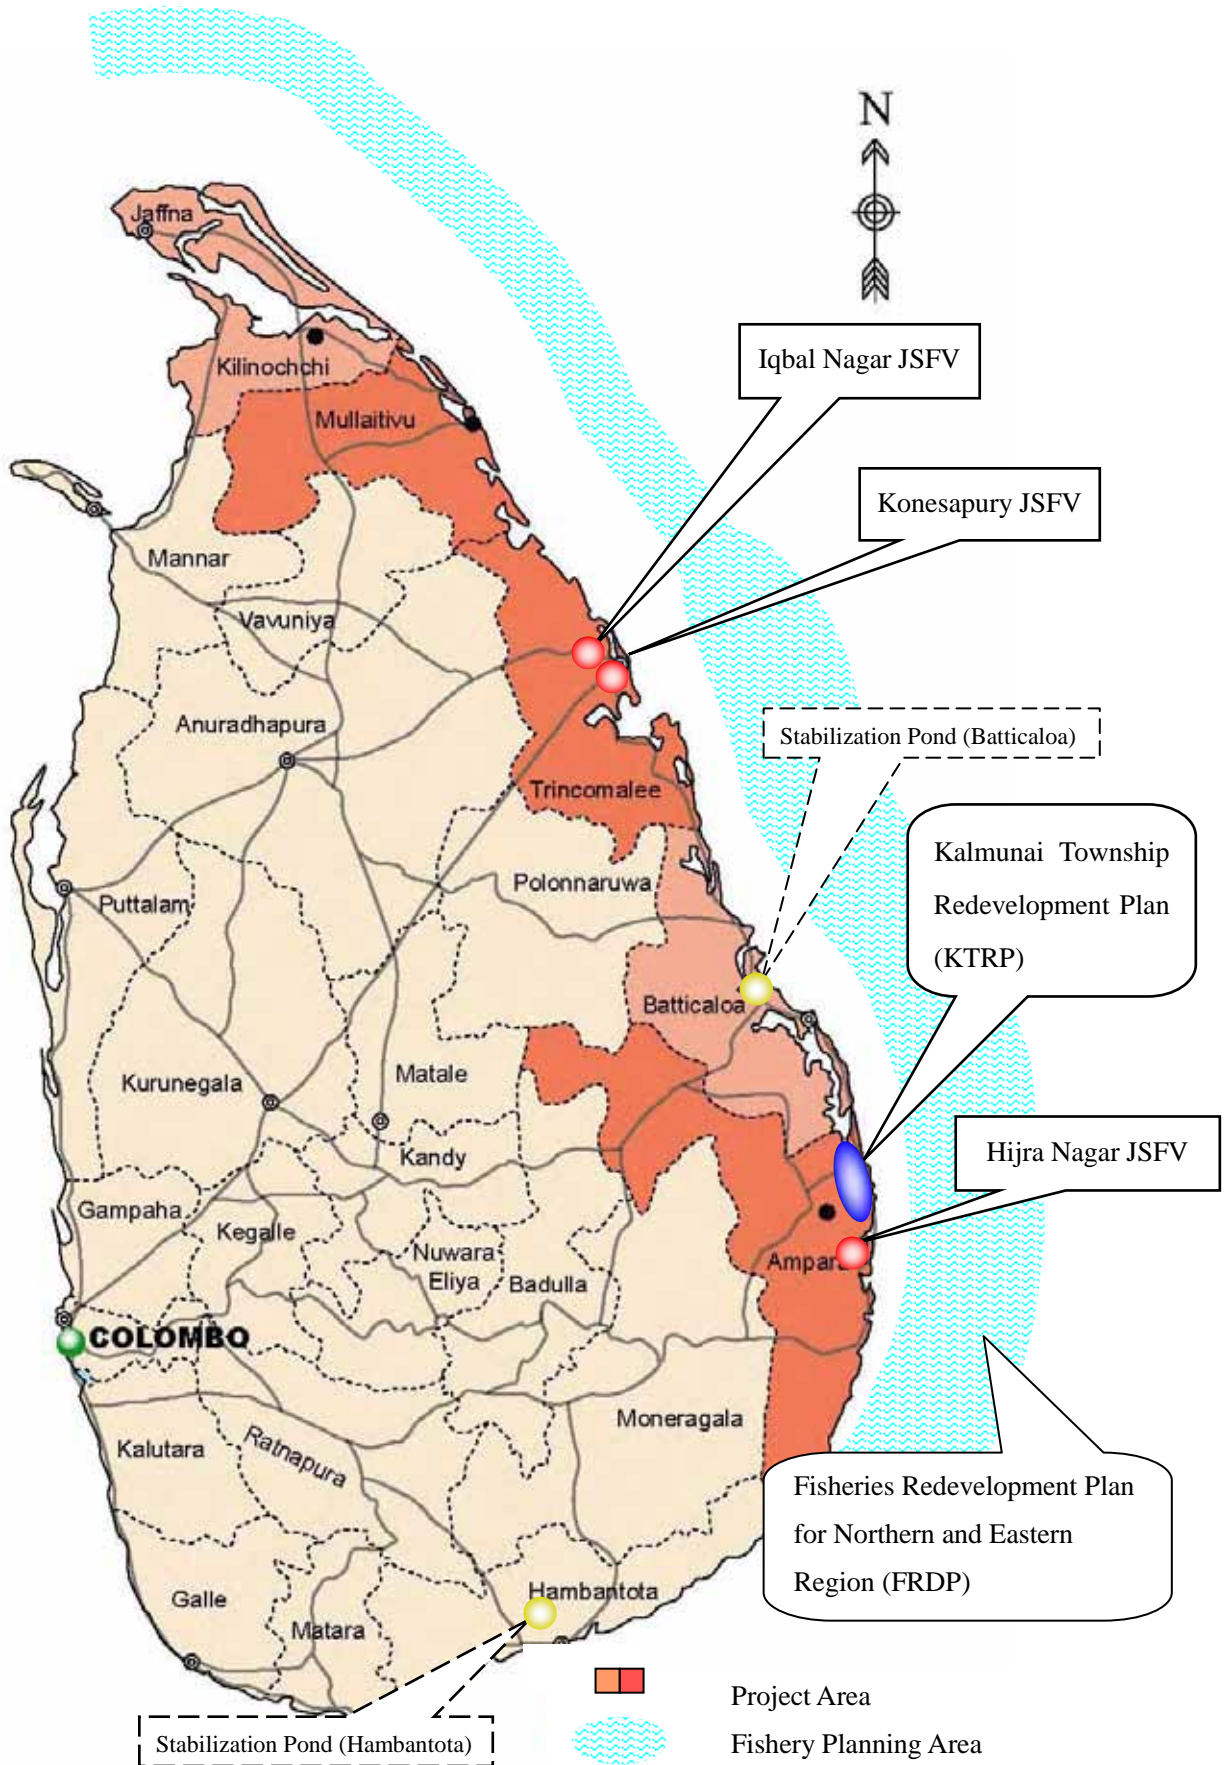 N
Jaffna
Iqbal Nagar JSFV
Kilinochchi
Mullaitivu
Konesapury JSFV
Mannar
Vavuniya
Anuradhapura
Stabilization Pond (Batticaloa)
Trincomalee
Kalmunai Township
Redevelopment Plan
(KTRP)
Polonnaruwa
Puttalam
Batticaloa
Matale
Kurunegala
Hijra Nagar JSFV
Kandy
Gampaha
Kegalle
Nuwara
Eliya
Badulla
Ampara
COLOMBO
Moneragala
Kalutara
Ratnapura
Fisheries Redevelopment Plan
for Northern and Eastern
Region (FRDP)
Hambantota
Galle
Matara
Project Area
Stabilization Pond (Hambantota)
Fishery Planning Area